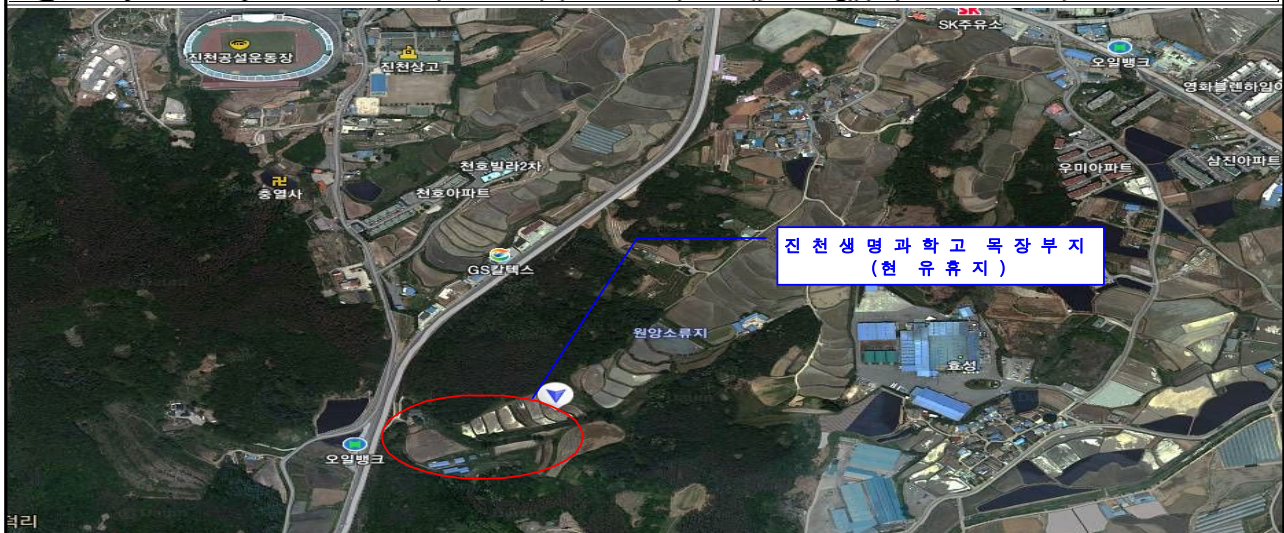 SK
SK주유소
진천공설운동장
진천상고
오일뱅크
영화블렌하임아
천호빌라2차
우미아파트
삼진아파트
충열사
천호아파트
진천생명과학고 목장부지
(현 유휴지)
GS칼텍스
원앙소류지
효성
오일뱅크
덕리